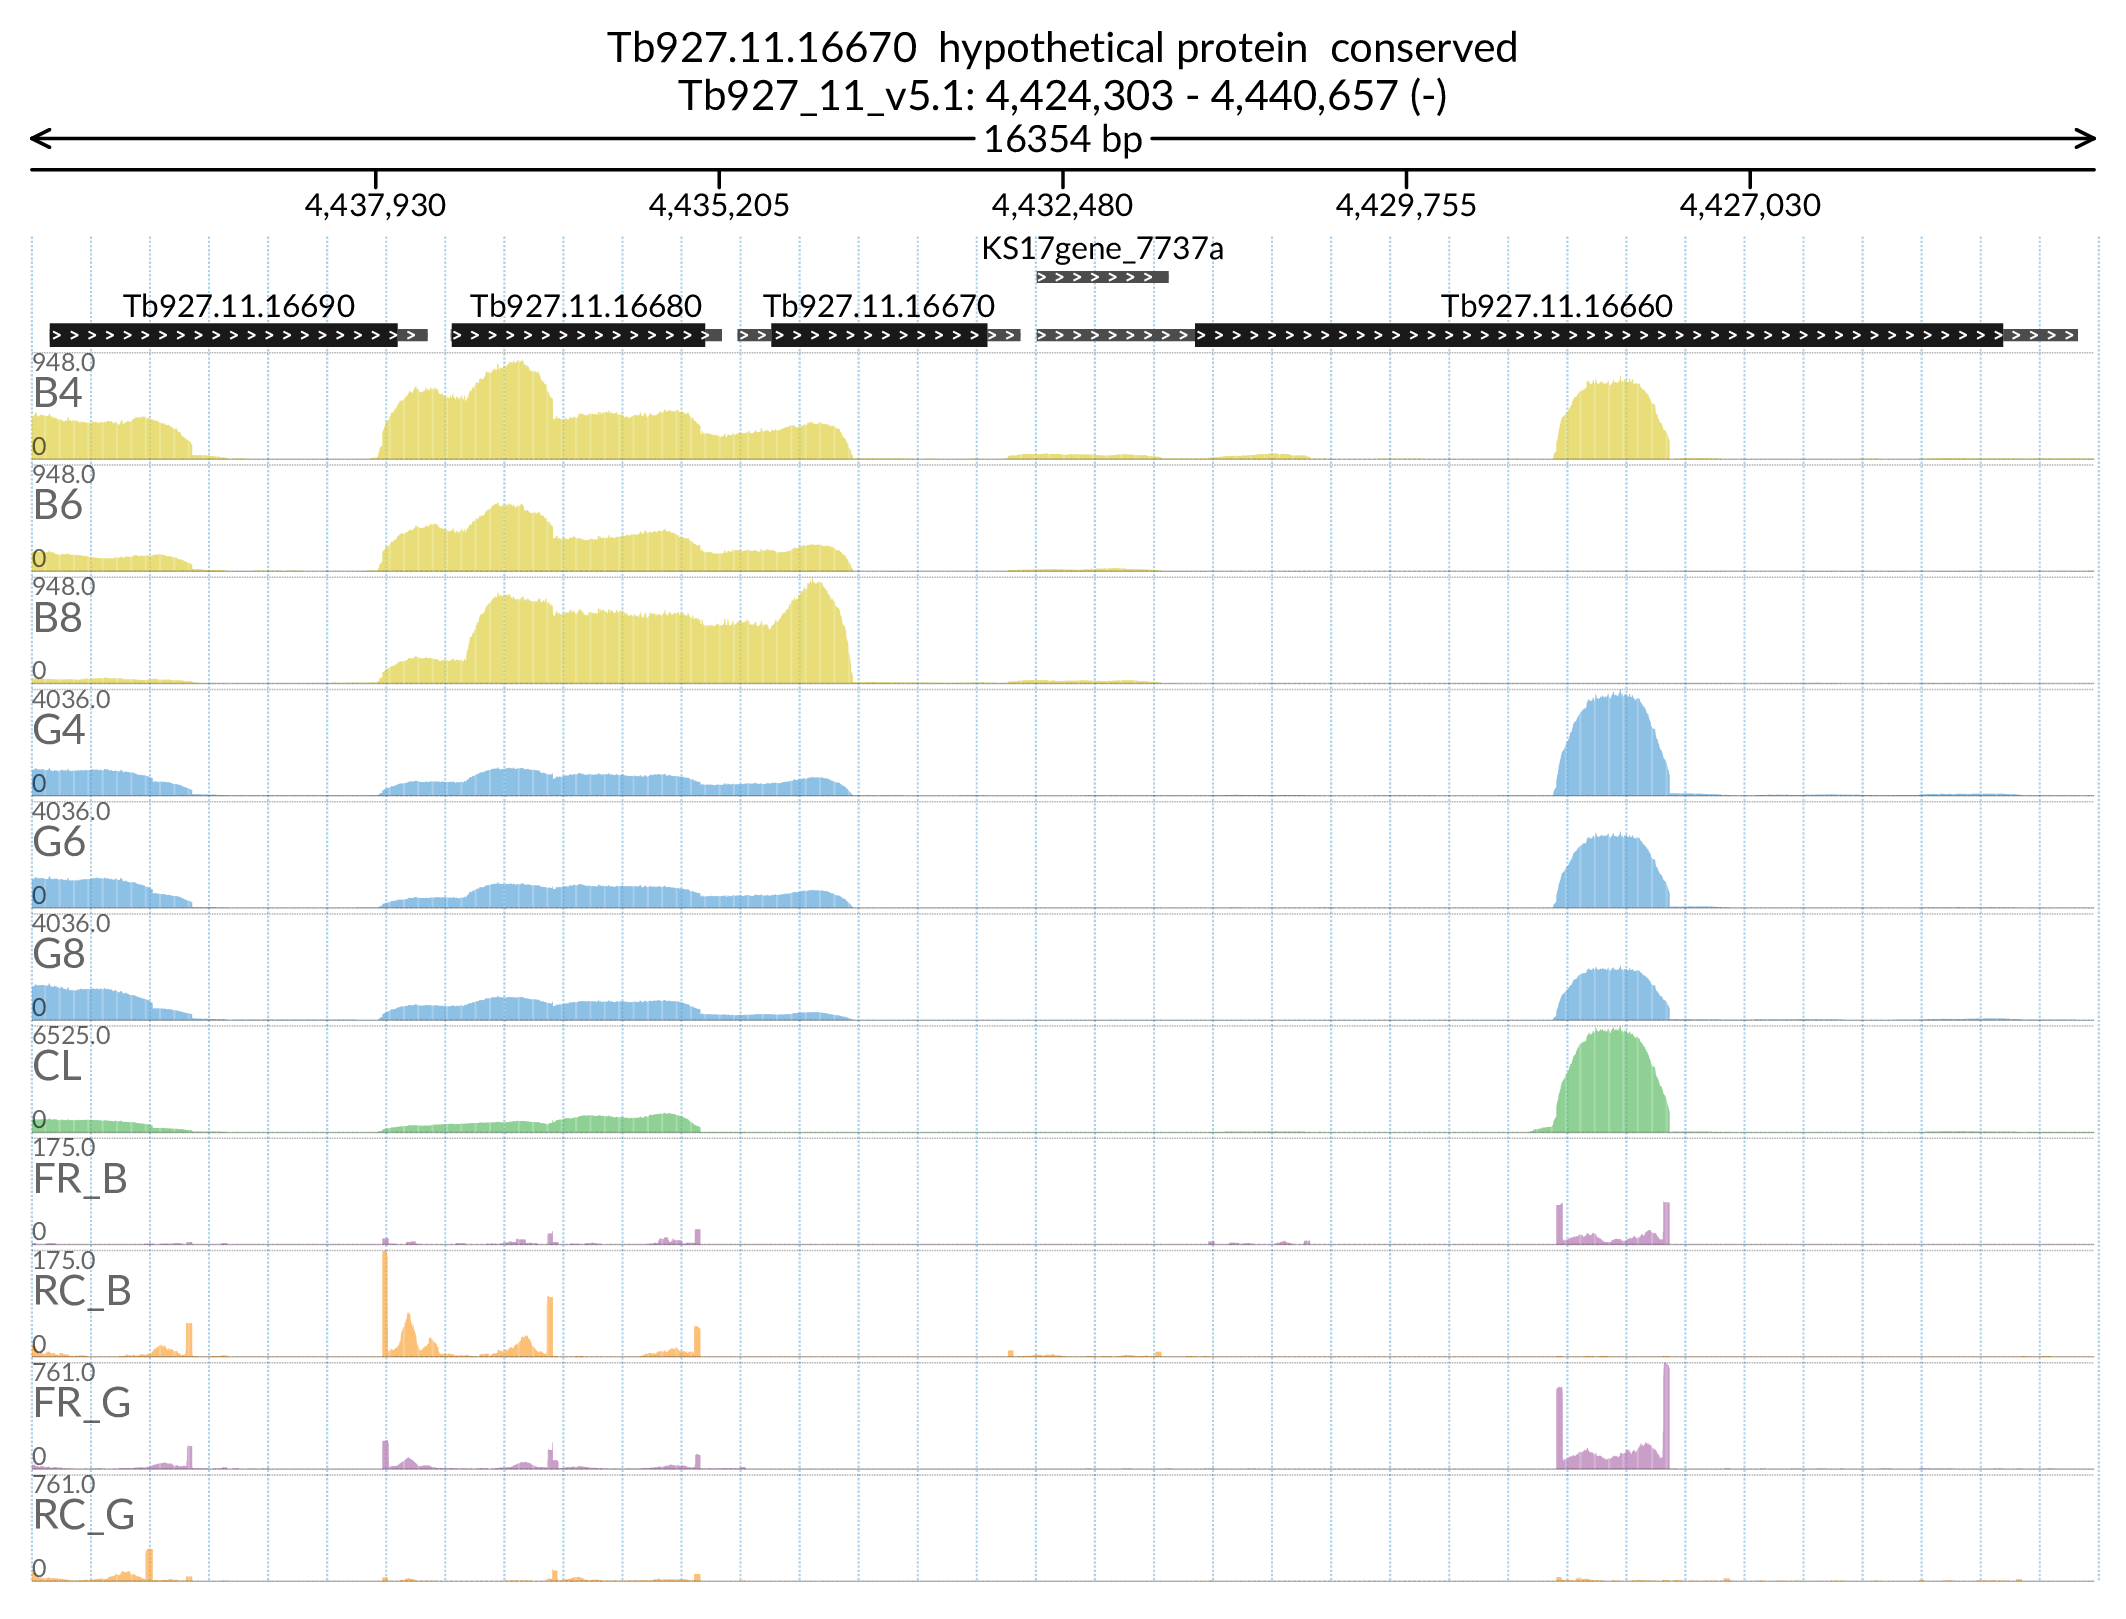 Tb927.11.16670  hypothetical protein  conserved
Tb927_11_v5.1: 4,424,303 - 4,440,657 (-)
16354 bp
4,437,930 4,435,205 4,432,480 4,429,755 4,427,030
KS17gene_7737a
Tb927.11.16690 Tb927.11.16680 Tb927.11.16670 Tb927.11.16660
948.0
B4
0
948.0
B6
0
948.0
B8
0
4036.0
G4
0
4036.0
G6
0
4036.0
G8
0
6525.0
CL
0
175.0
FR_B
0
175.0
RC_B
0
761.0
FR_G
0
761.0
RC_G
0